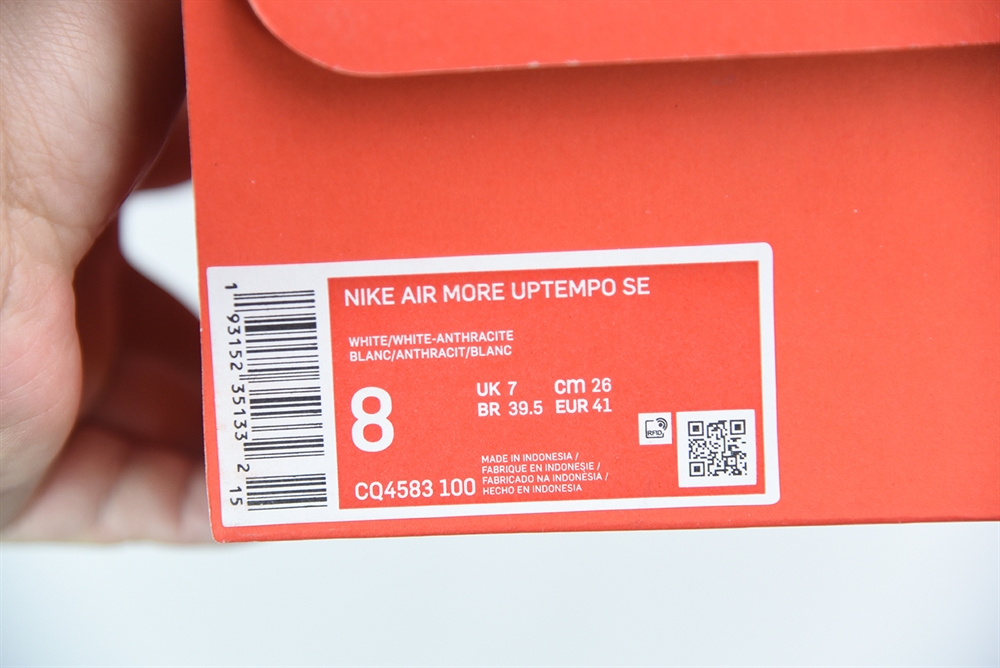 1 93152 35133 2 15
NIKE AIR MORE UPTEMPO SE
WHITE/WHITE-ANTHRACITE
BLANC/ANTHRACIT/BLANC
8
UK 7 cm 26
BR 39.5 EUR 41
RFID
CQ4583 100
MADE IN INDONESIA /
FABRIQUE EN INDONESIE /
FABRICADO NA INDONESIA /
HECHO EN INDONESIA